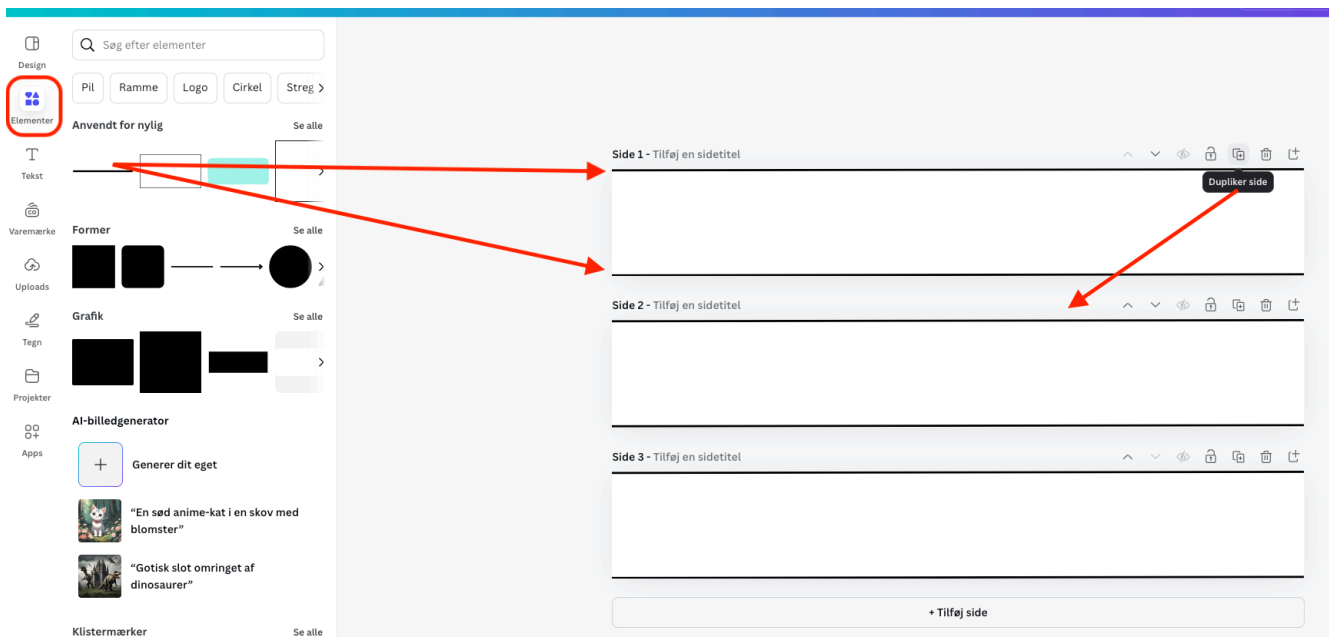 Design
Elementer
Tekst
Varemærke
Uploads
Tegn
Projekter
Apps
Søg efter elementer
Pil
Ramme
Logo
Cirkel
Streg
Anvendt for nylig
Se alle
Former
Se alle
Grafik
Se alle
AI-billedgenerator
Generer dit eget
“En sød anime-kat i en skov med
blomster”
“Gotisk slot omringet af
dinosaurer”
Klistermærker
Se alle
Side 1 - Tilføj en sidetitel
Dupliker side
Side 2 - Tilføj en sidetitel
Side 3 - Tilføj en sidetitel
+ Tilføj side